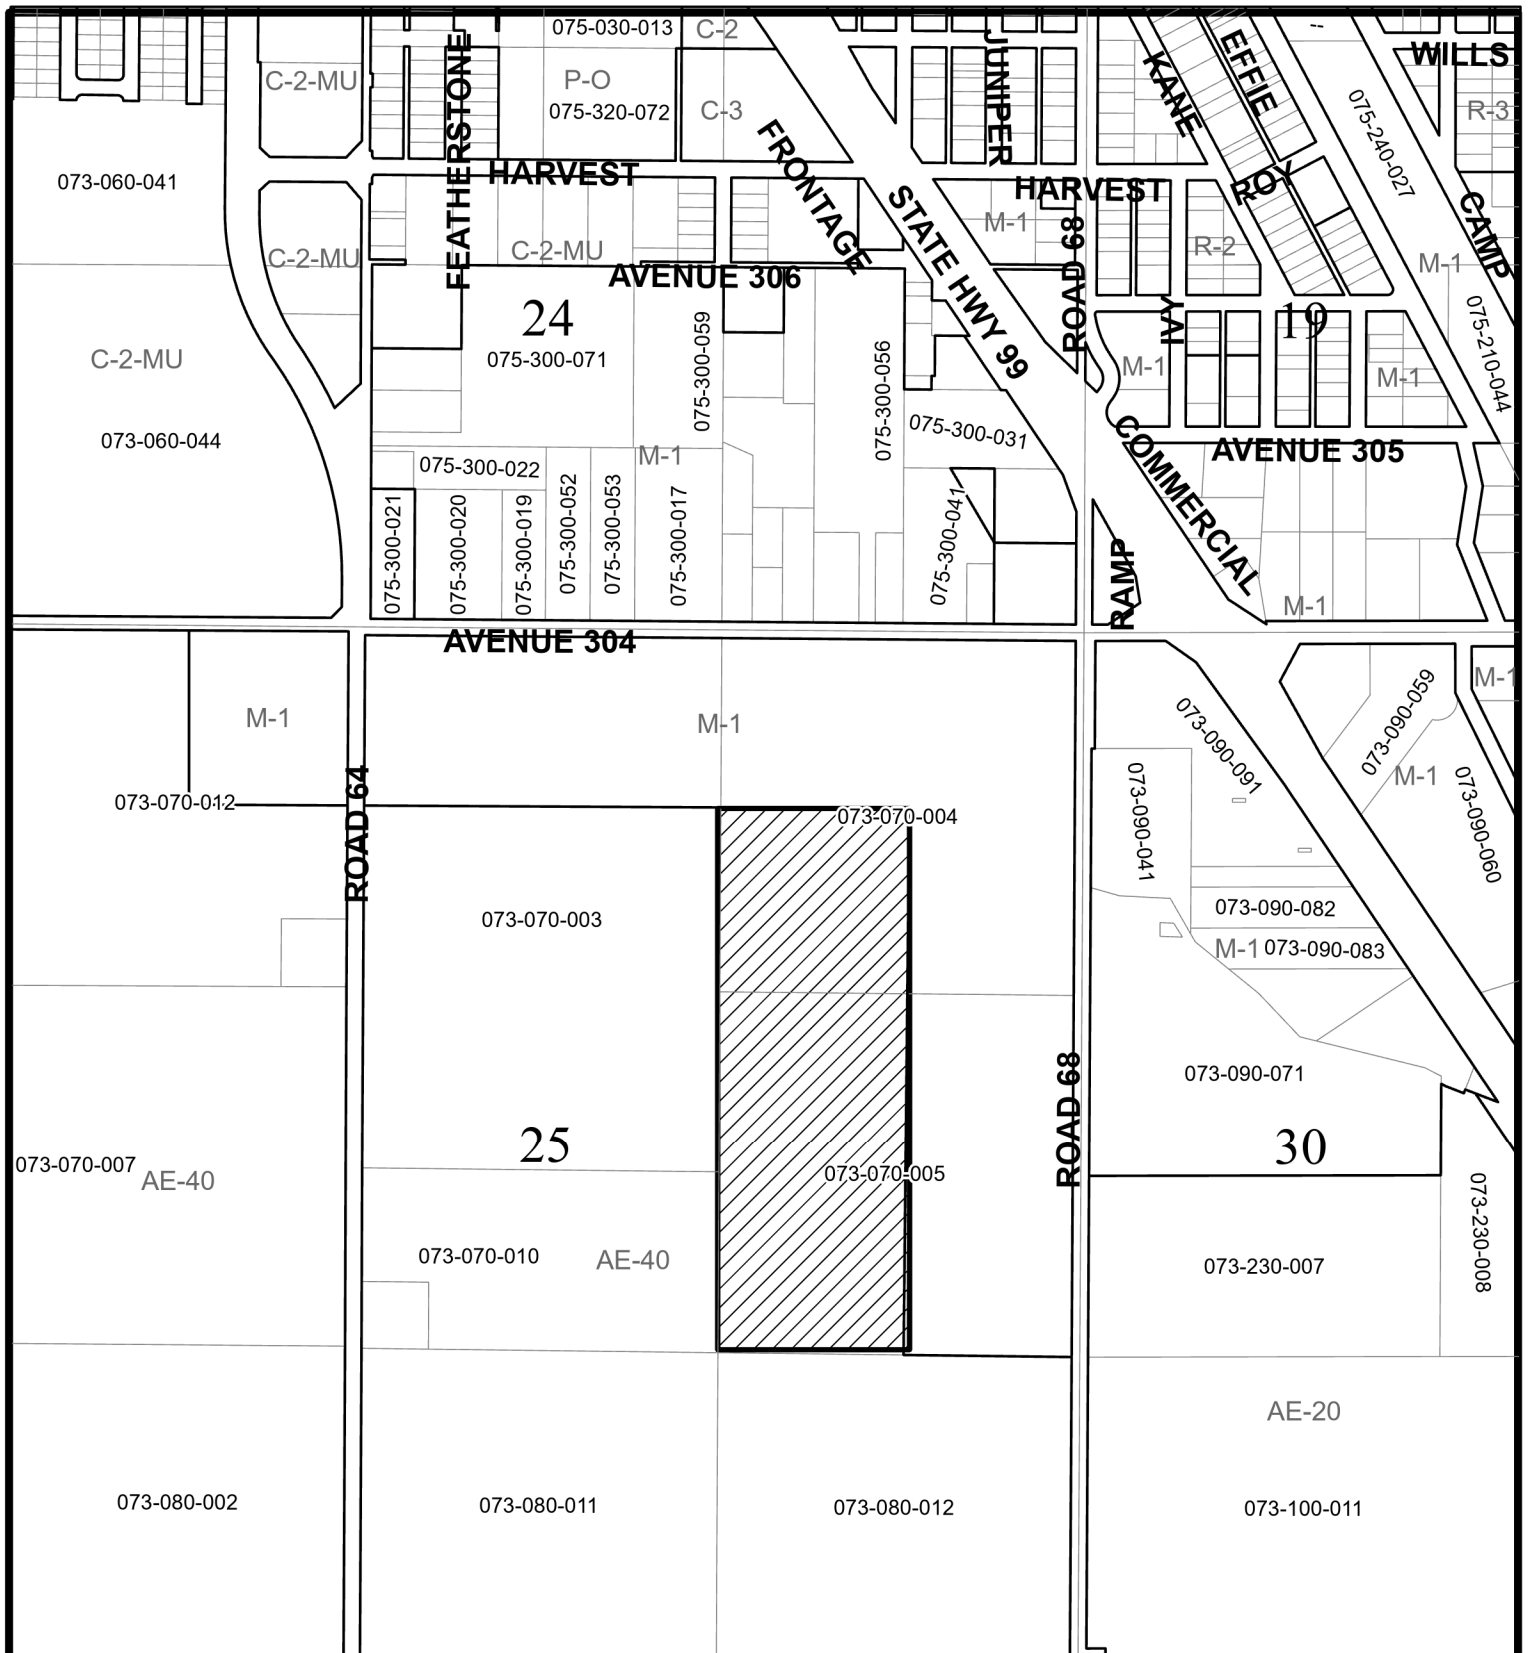 075-030-013
C-2
--
WILLS
JUNIPER
KANE
EFFIE
FEATHERSTONE
C-2-MU
P-O
075-320-072
C-3
R-3
075-240-027
073-060-041
HARVEST
FRONTAGE
STATE HWY 99
HARVEST
ROY
CAMP
M-1
ROAD 68
R-2
C-2-MU
C-2-MU
AVENUE 306
M-1
24
IVY
19
075-300-071
075-300-059
075-300-056
075-210-044
C-2-MU
M-1
M-1
073-060-044
075-300-031
COMMERCIAL
AVENUE 305
M-1
075-300-022
075-300-021
075-300-020
075-300-019
075-300-052
075-300-053
075-300-017
075-300-041
RAMP
M-1
AVENUE 304
M-1
M-1
M-1
073-090-091
073-090-059
M-1
073-070-012
ROAD 64
073-070-004
073-090-041
073-090-060
073-070-003
073-090-082
M-1
073-090-083
073-090-071
ROAD 68
25
30
073-070-007
AE-40
073-070-005
073-230-008
073-070-010
AE-40
073-230-007
AE-20
073-080-002
073-080-011
073-080-012
073-100-011